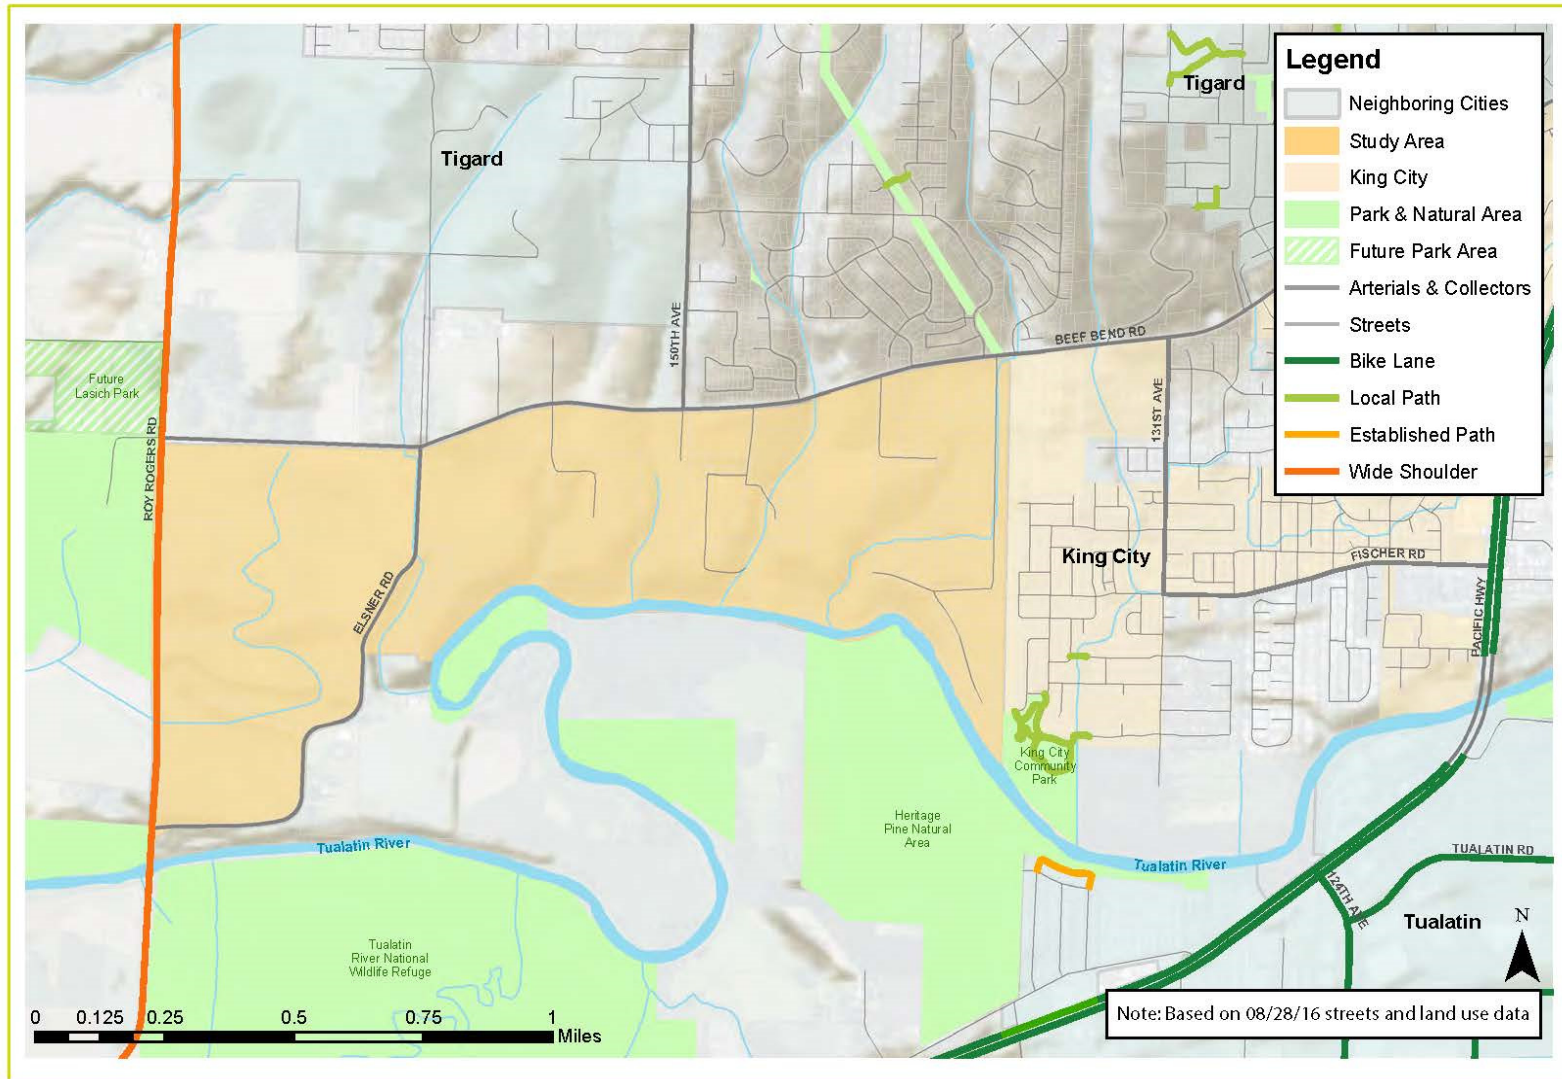 Legend
Neighboring Cities
Study Area
King City
Park & Natural Area
Future Park Area
Arterials & Collectors
Streets
Bike Lane
Local Path
Established Path
Wide Shoulder
Tigard
Tigard
150TH AVE
BEEF BEND RD
131ST AVE
Future
Lasich Park
ROY ROGERS RD
ELSNER RD
King City
FISCHER RD
PACIFIC HWY
King City
Community
Park
Heritage
Pine Natural
Area
Tualatin River
Tualatin River
TUALATIN RD
124TH AVE
Tualatin
Tualatin
River National
Wildlife Refuge
N
0 0.125 0.25 0.5 0.75 1
Miles
Note: Based on 08/28/16 streets and land use data